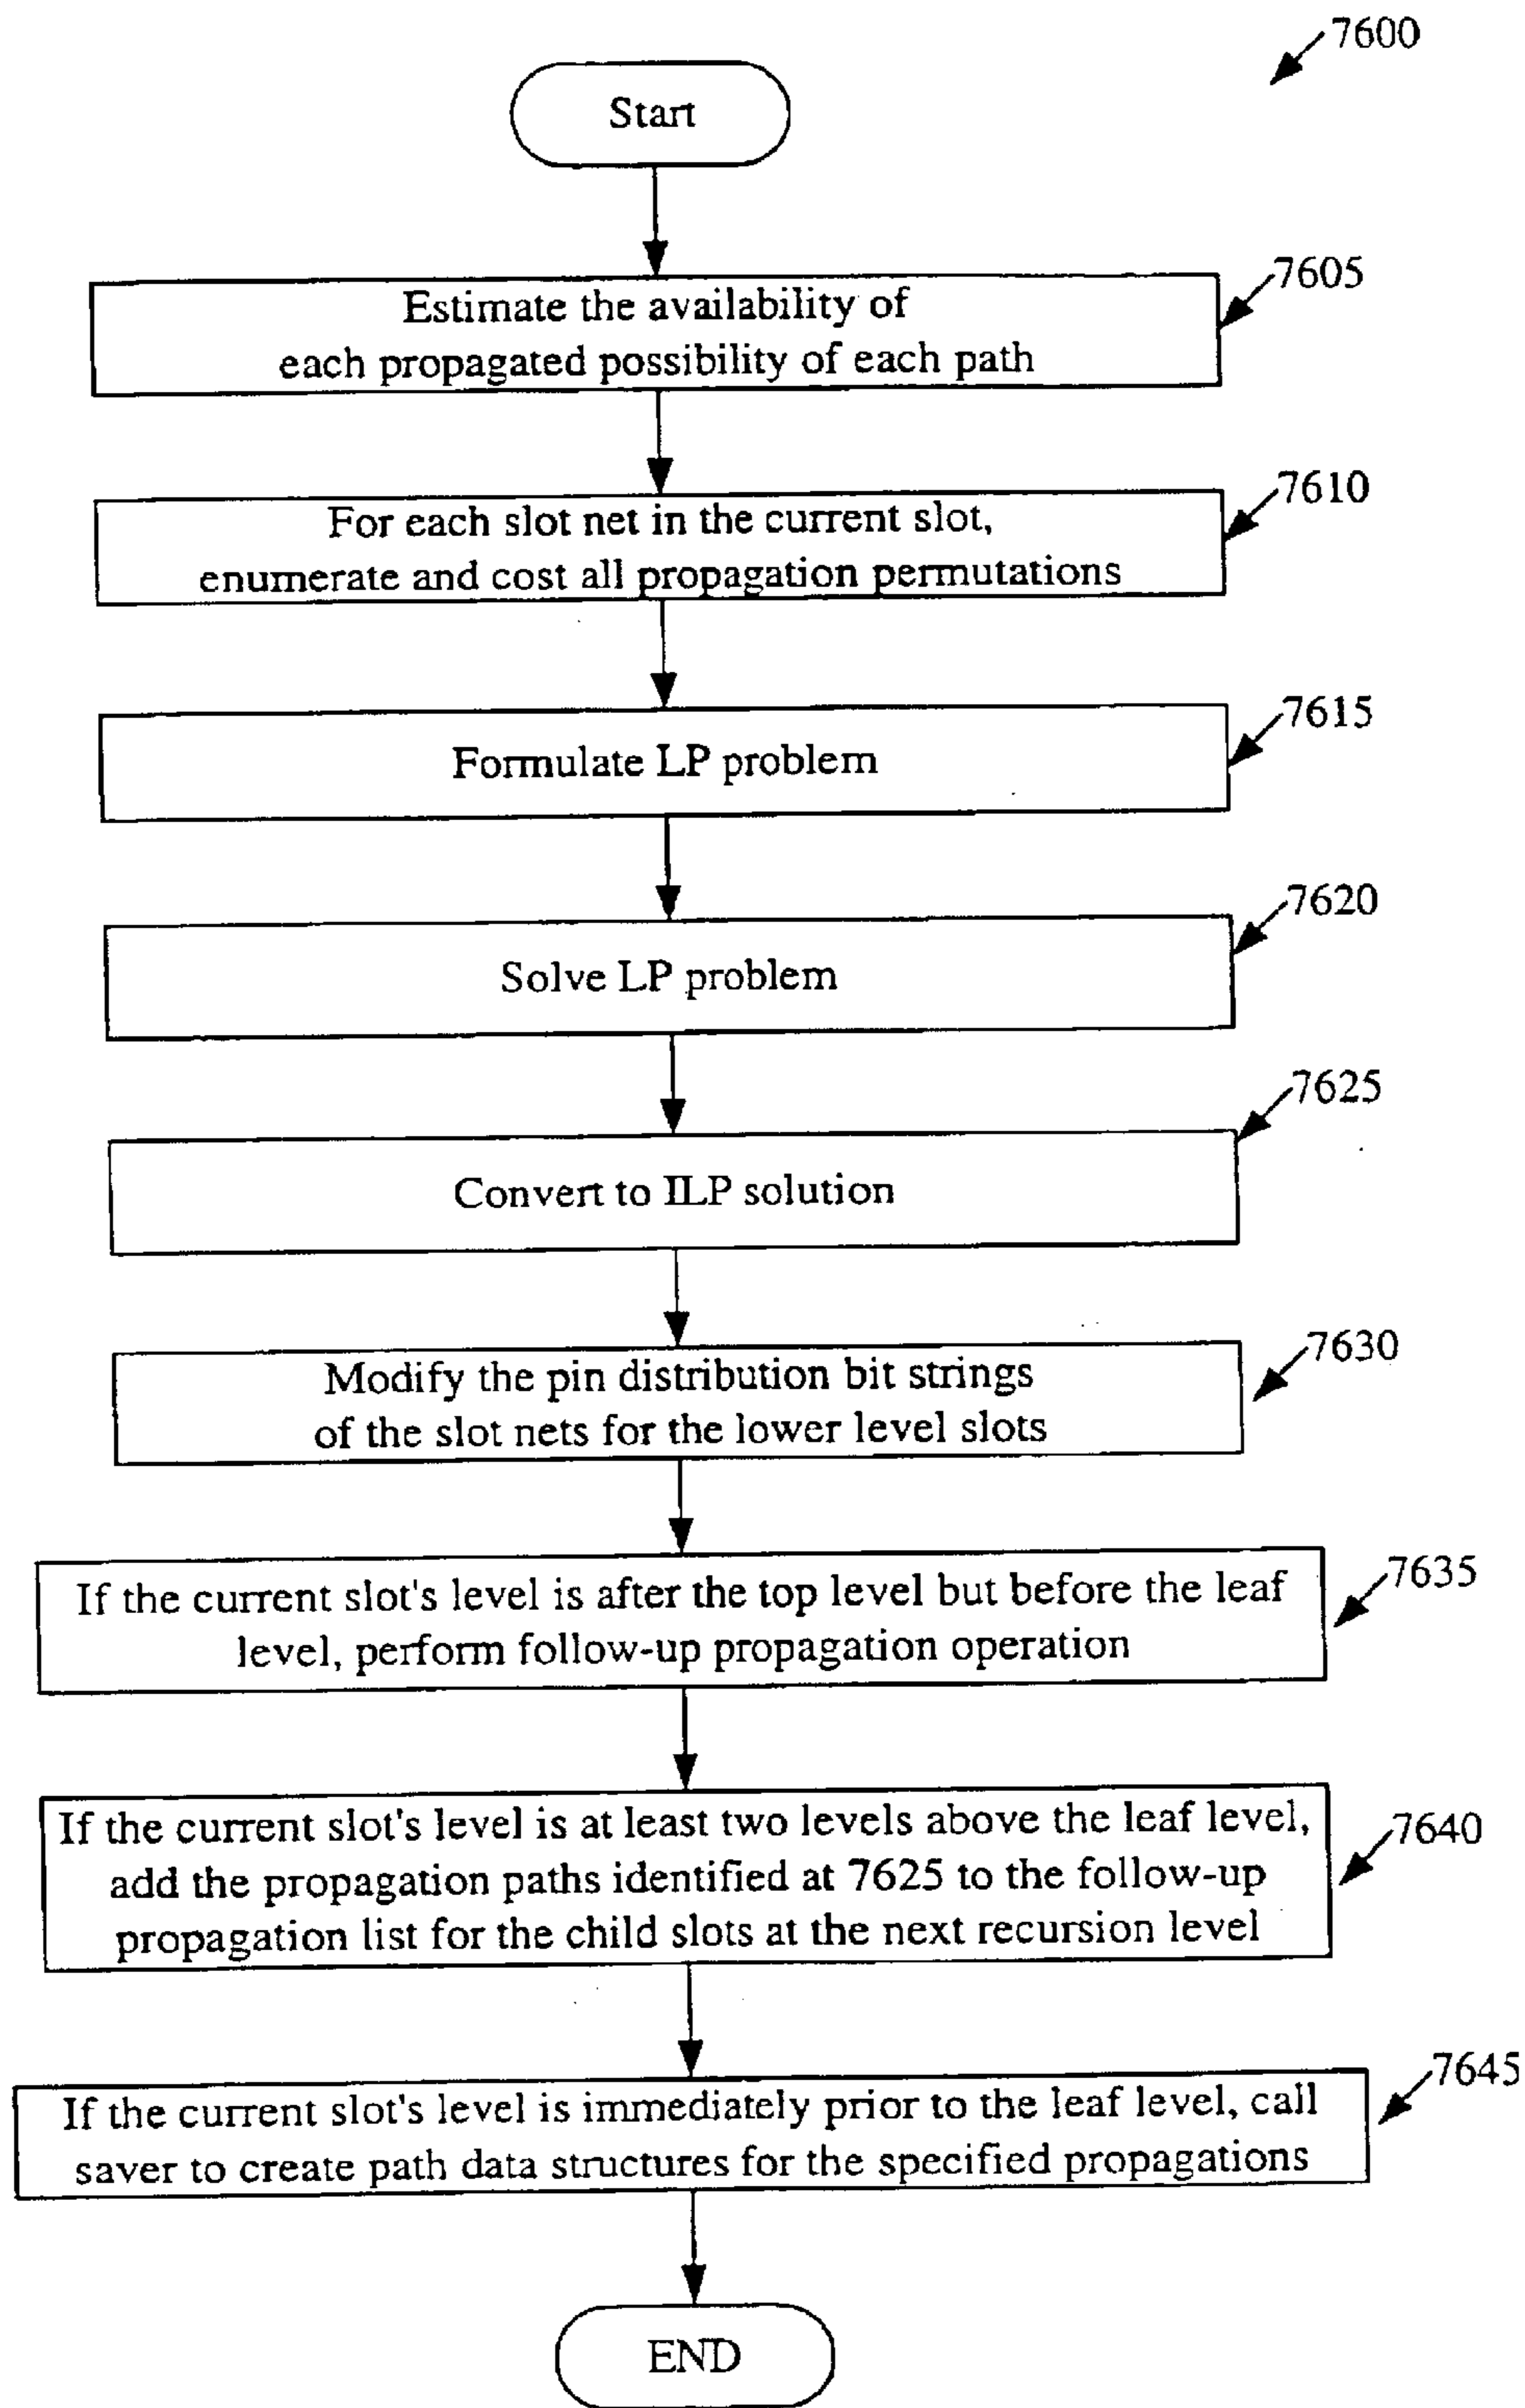 7600
Start
7605
Estimate the availability of
each propagated possibility of each path
7610
For each slot net in the current slot,
enumerate and cost all propagation permutations
7615
Formulate LP problem
7620
Solve LP problem
7625
Convert to ILP solution
7630
Modify the pin distribution bit strings
of the slot nets for the lower level slots
7635
If the current slot's level is after the top level but before the leaf
level, perform follow-up propagation operation
7640
If the current slot's level is at least two levels above the leaf level,
add the propagation paths identified at 7625 to the follow-up
propagation list for the child slots at the next recursion level
7645
If the current slot's level is immediately prior to the leaf level, call
saver to create path data structures for the specified propagations
END